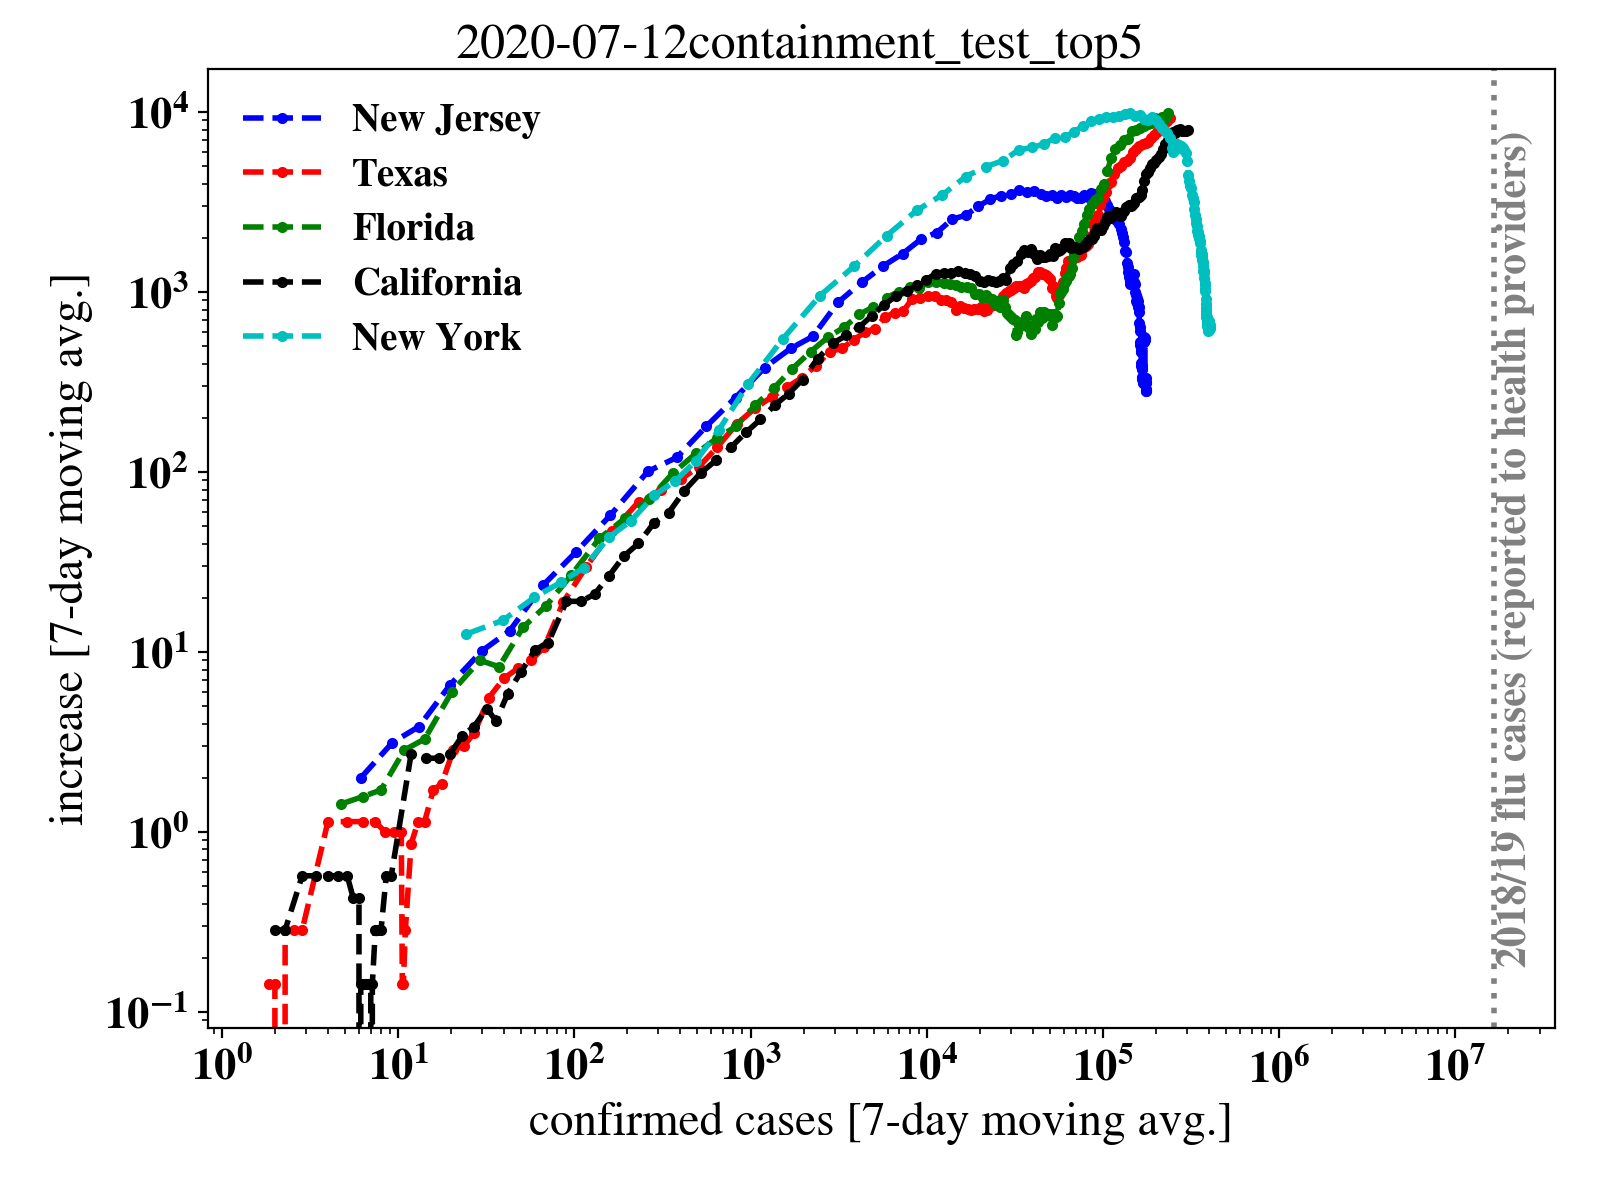 2020-07-12containment_test_top5
New Jersey
Texas
Florida
California
New York
10⁴
10³
10²
10¹
10⁰
10⁻¹
increase [7-day moving avg.]
2018/19 flu cases (reported to health providers)
10⁰ 10¹ 10² 10³ 10⁴ 10⁵ 10⁶ 10⁷
confirmed cases [7-day moving avg.]